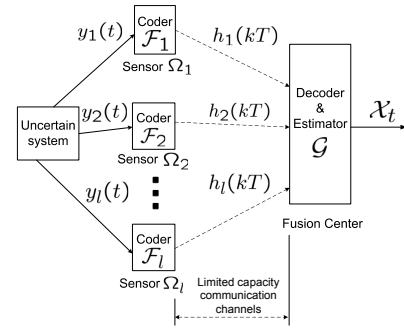 Coder
y₁(t)
𝓕₁
h₁(kT)
Sensor Ω₁
Decoder
&
Estimator
𝓖
𝒳ₜ
Uncertain
system
y₂(t)
Coder
𝓕₂
h₂(kT)
Sensor Ω₂
yₗ(t)
hₗ(kT)
Coder
𝓕ₗ
Sensor Ωₗ
Fusion Center
Limited capacity
communication
channels